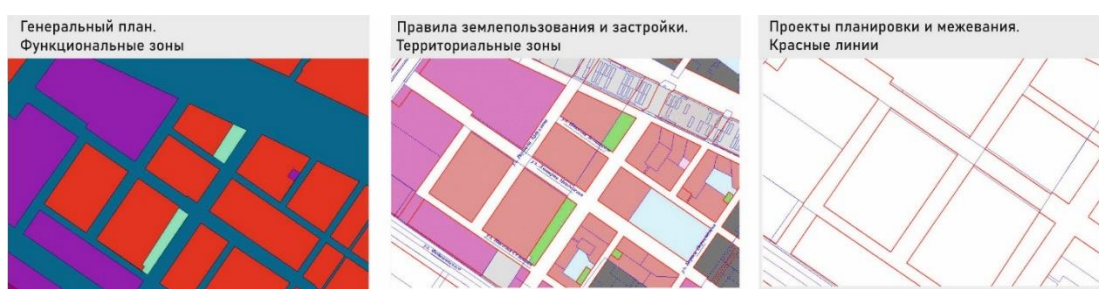 Генеральный план.
Функциональные зоны
Правила землепользования и застройки.
Территориальные зоны
Проекты планировки и межевания.
Красные линии